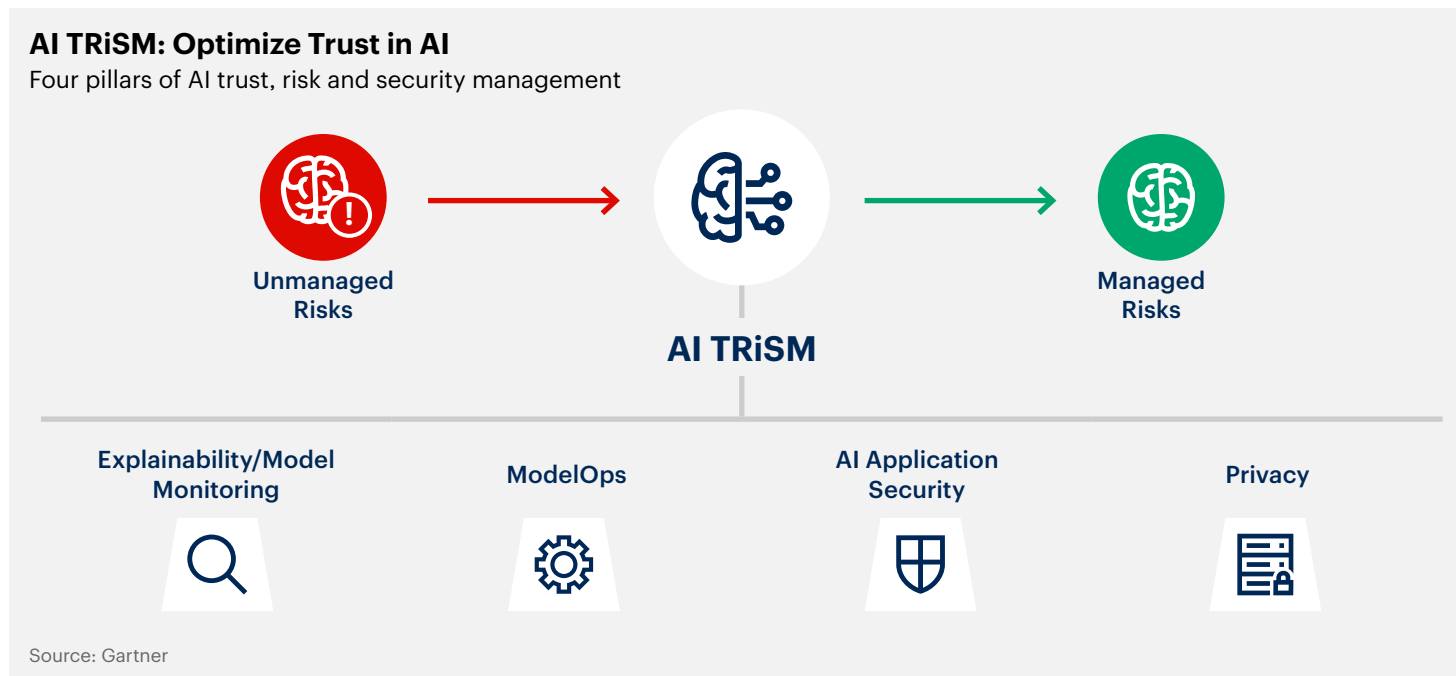 AI TRiSM: Optimize Trust in AI
Four pillars of AI trust, risk and security management
!
Unmanaged
Risks
Managed
Risks
AI TRiSM
Explainability/Model
Monitoring
ModelOps
AI Application
Security
Privacy
Source: Gartner